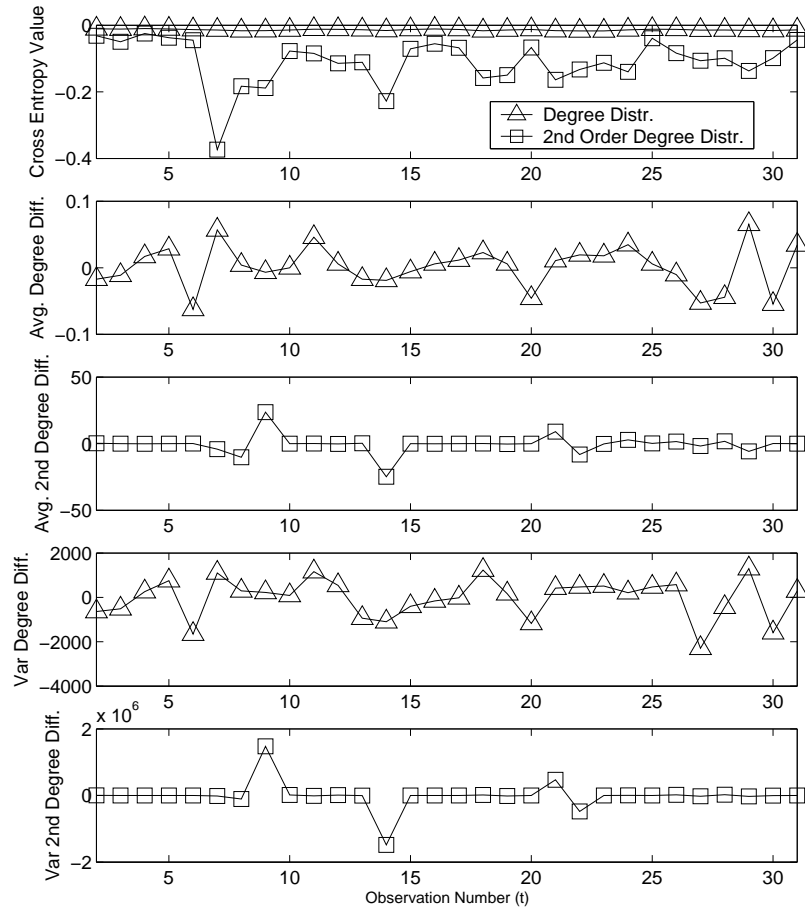 0
−0.2
−0.4
Cross Entropy Value
Degree Distr.
2nd Order Degree Distr.
5 10 15 20 25 30
0.1
0
−0.1
Avg. Degree Diff.
5 10 15 20 25 30
50
0
−50
Avg. 2nd Degree Diff.
5 10 15 20 25 30
2000
0
−2000
−4000
Var Degree Diff.
5 10 15 20 25 30
x 10^6
2
0
−2
Var 2nd Degree Diff.
5 10 15 20 25 30
Observation Number (t)